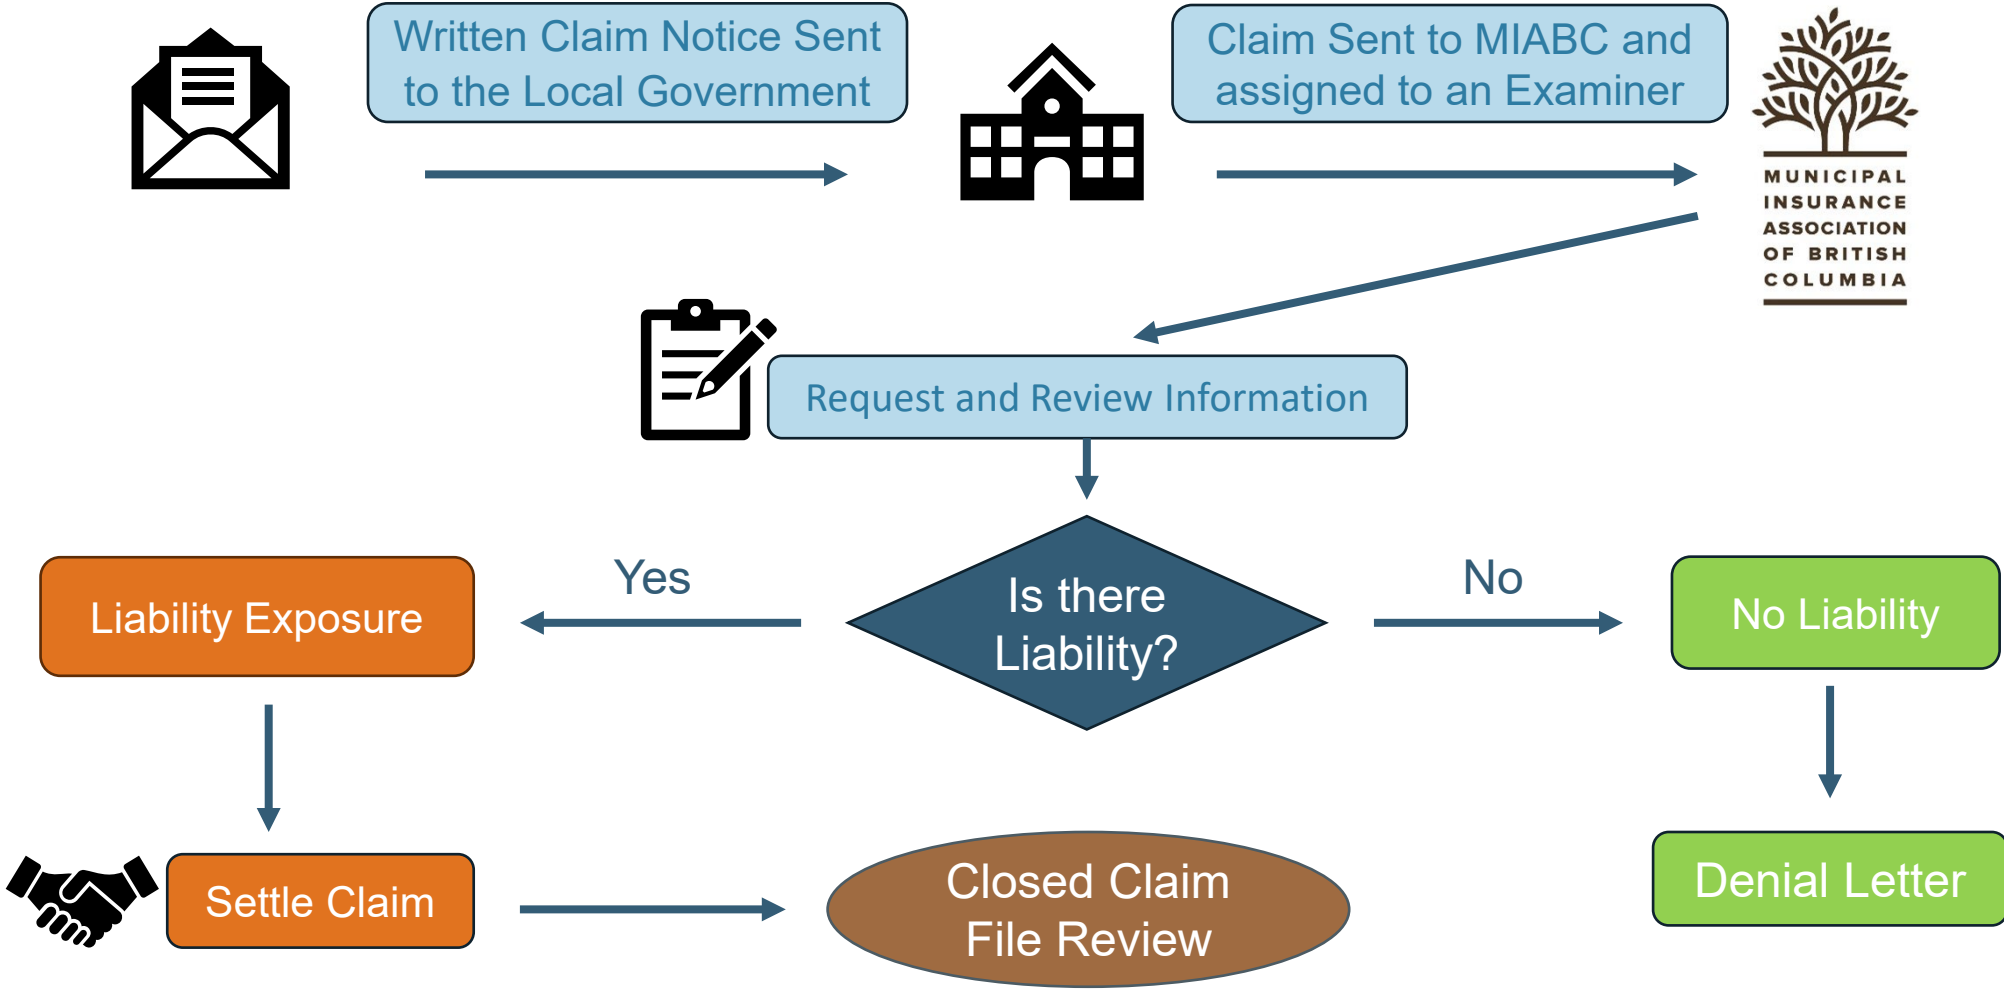 Written Claim Notice Sent
to the Local Government
Claim Sent to MIABC and
assigned to an Examiner
MUNICIPAL
INSURANCE
ASSOCIATION
OF BRITISH
COLUMBIA
Request and Review Information
Liability Exposure
Yes
Is there
Liability?
No
No Liability
Settle Claim
Closed Claim
File Review
Denial Letter